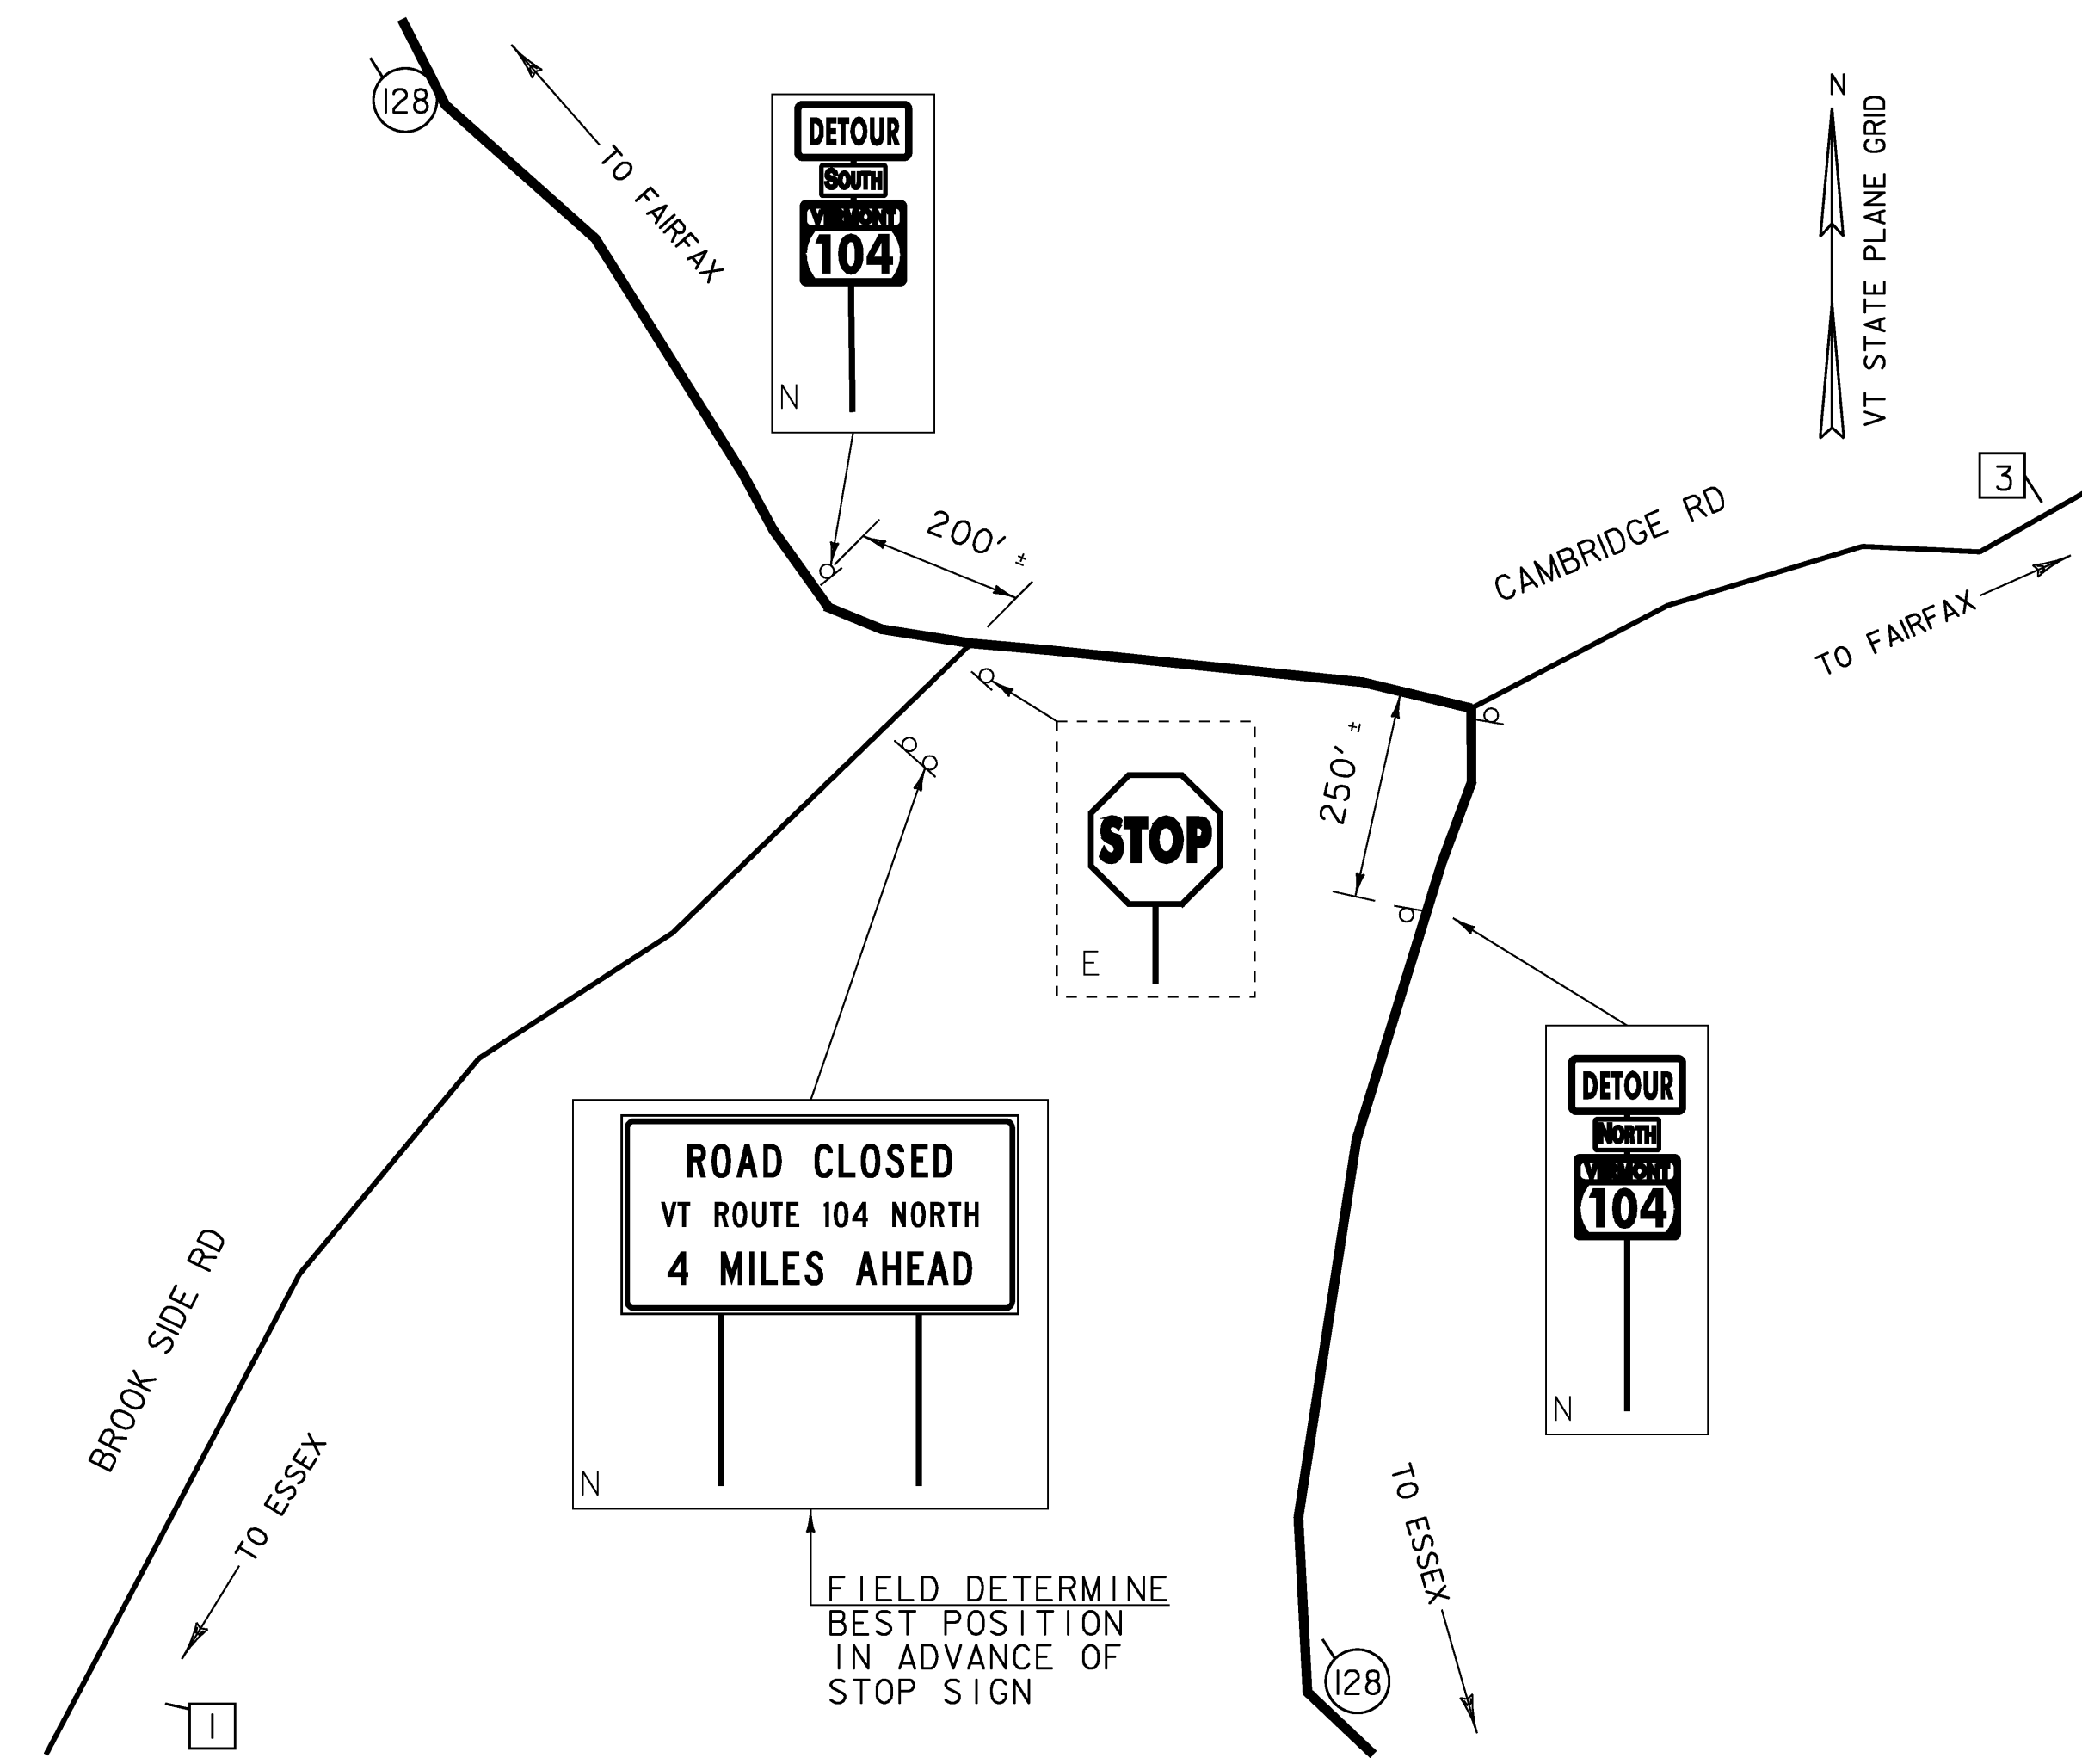 128
TO FAIRFAX
DETOUR
SOUTH
VERMONT
104
N
N
VT STATE PLANE GRID
200' ±
CAMBRIDGE RD
3
TO FAIRFAX
250' ±
STOP
E
DETOUR
NORTH
VERMONT
104
N
ROAD CLOSED
VT ROUTE 104 NORTH
4 MILES AHEAD
N
BROOK SIDE RD
TO ESSEX
1
FIELD DETERMINE
BEST POSITION
IN ADVANCE OF
STOP SIGN
TO ESSEX
128